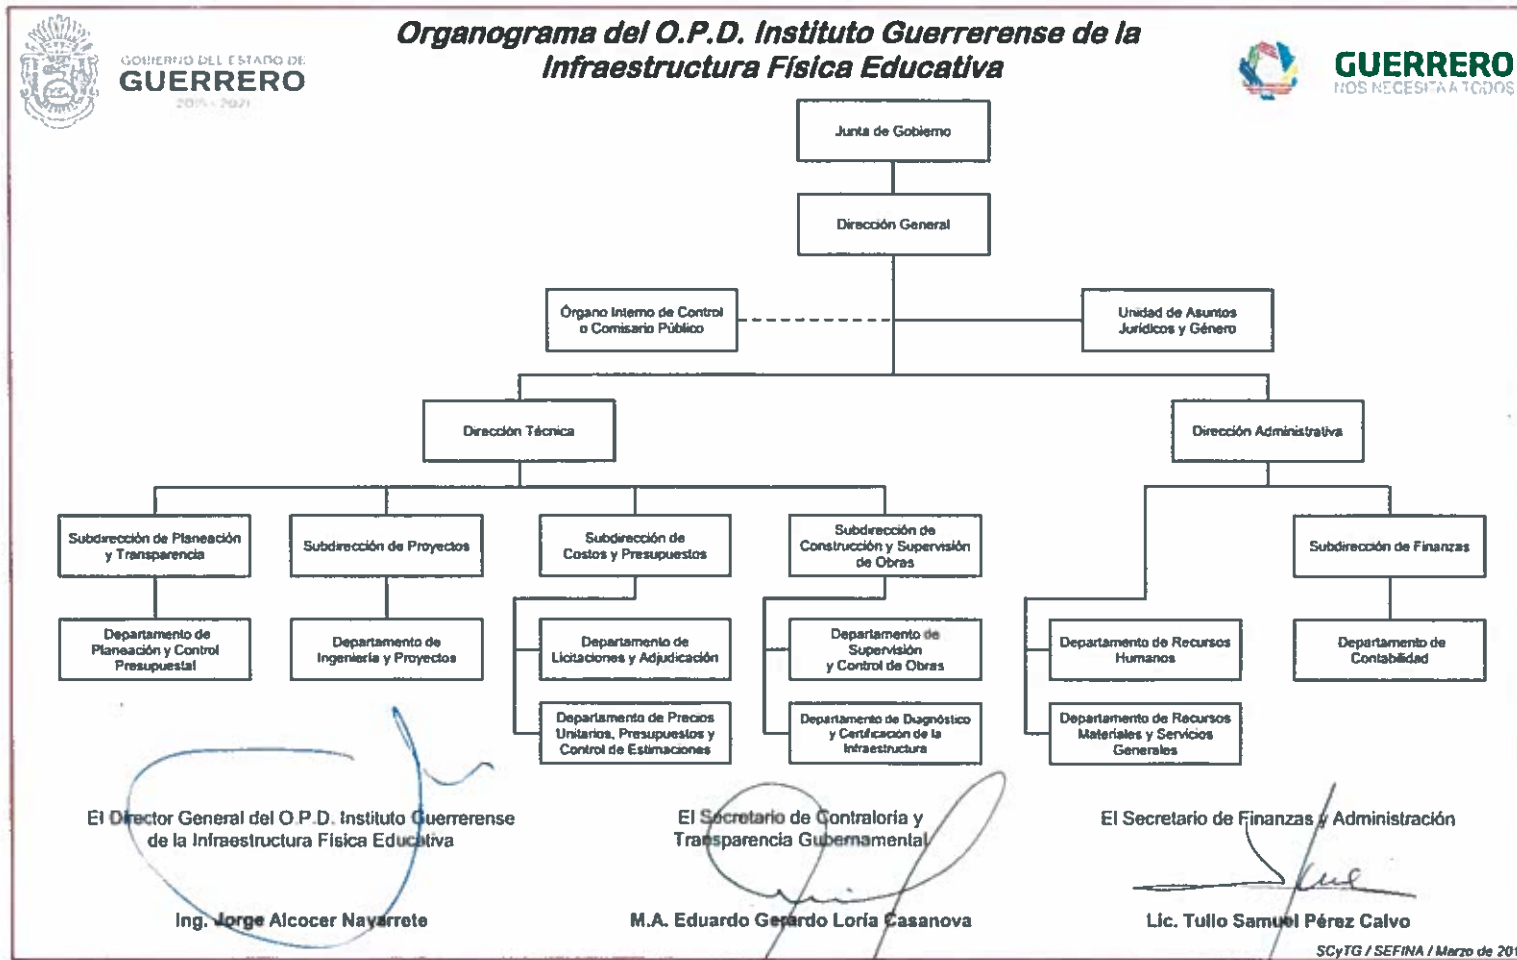 Organograma del O.P.D. Instituto Guerrerense de la
Infraestructura Física Educativa
GOBIERNO DEL ESTADO DE
GUERRERO
2015 - 2021
GUERRERO
NOS NECESITA A TODOS
Junta de Gobierno
Dirección General
Órgano Interno de Control
o Comisario Público
Unidad de Asuntos
Jurídicos y Género
Dirección Técnica
Dirección Administrativa
Subdirección de Planeación
y Transparencia
Subdirección de Proyectos
Subdirección de
Costos y Presupuestos
Subdirección de
Construcción y Supervisión
de Obras
Subdirección de Finanzas
Departamento de
Planeación y Control
Presupuestal
Departamento de
Ingeniería y Proyectos
Departamento de
Licitaciones y Adjudicación
Departamento de
Supervisión
y Control de Obras
Departamento de Recursos
Humanos
Departamento de
Contabilidad
Departamento de Precios
Unitarios, Presupuestos y
Control de Estimaciones
Departamento de Diagnóstico
y Certificación de la
Infraestructura
Departamento de Recursos
Materiales y Servicios
Generales
El Director General del O.P.D. Instituto Guerrerense
de la Infraestructura Física Educativa
Ing. Jorge Alcocer Navarrete
El Secretario de Contraloría y
Transparencia Gubernamental
M.A. Eduardo Gerardo Loría Casanova
El Secretario de Finanzas y Administración
Lic. Tulio Samuel Pérez Calvo
SCyTG / SEFINA / Marzo de 201